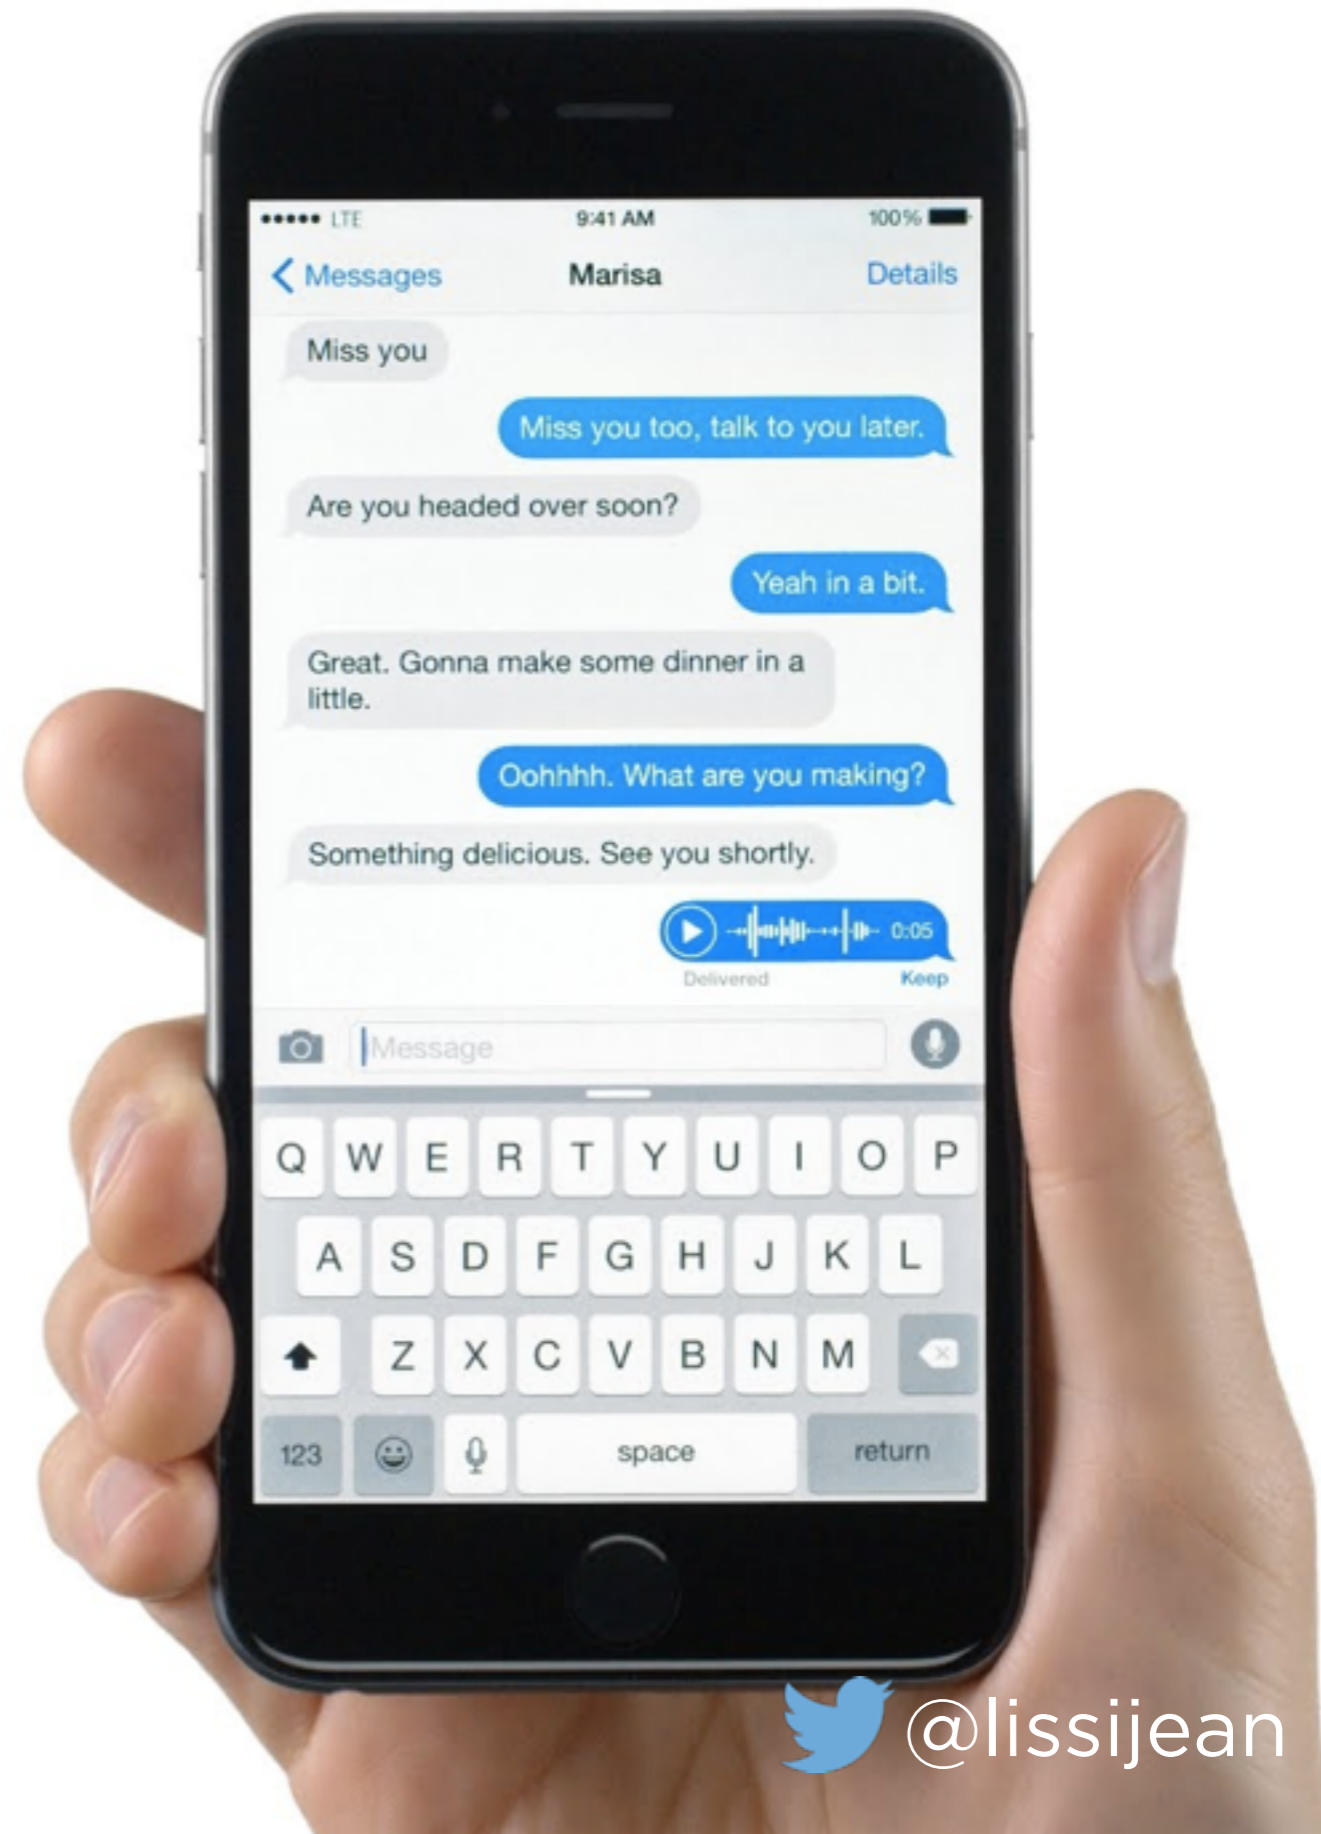 LTE 9:41 AM 100%
Messages Marisa Details
Miss you
Miss you too, talk to you later.
Are you headed over soon?
Yeah in a bit.
Great. Gonna make some dinner in a
little.
Oohhhh. What are you making?
Something delicious. See you shortly.
0:05
Delivered Keep
iMessage
Q W E R T Y U I O P
A S D F G H J K L
Z X C V B N M
123 space return
@lissijean